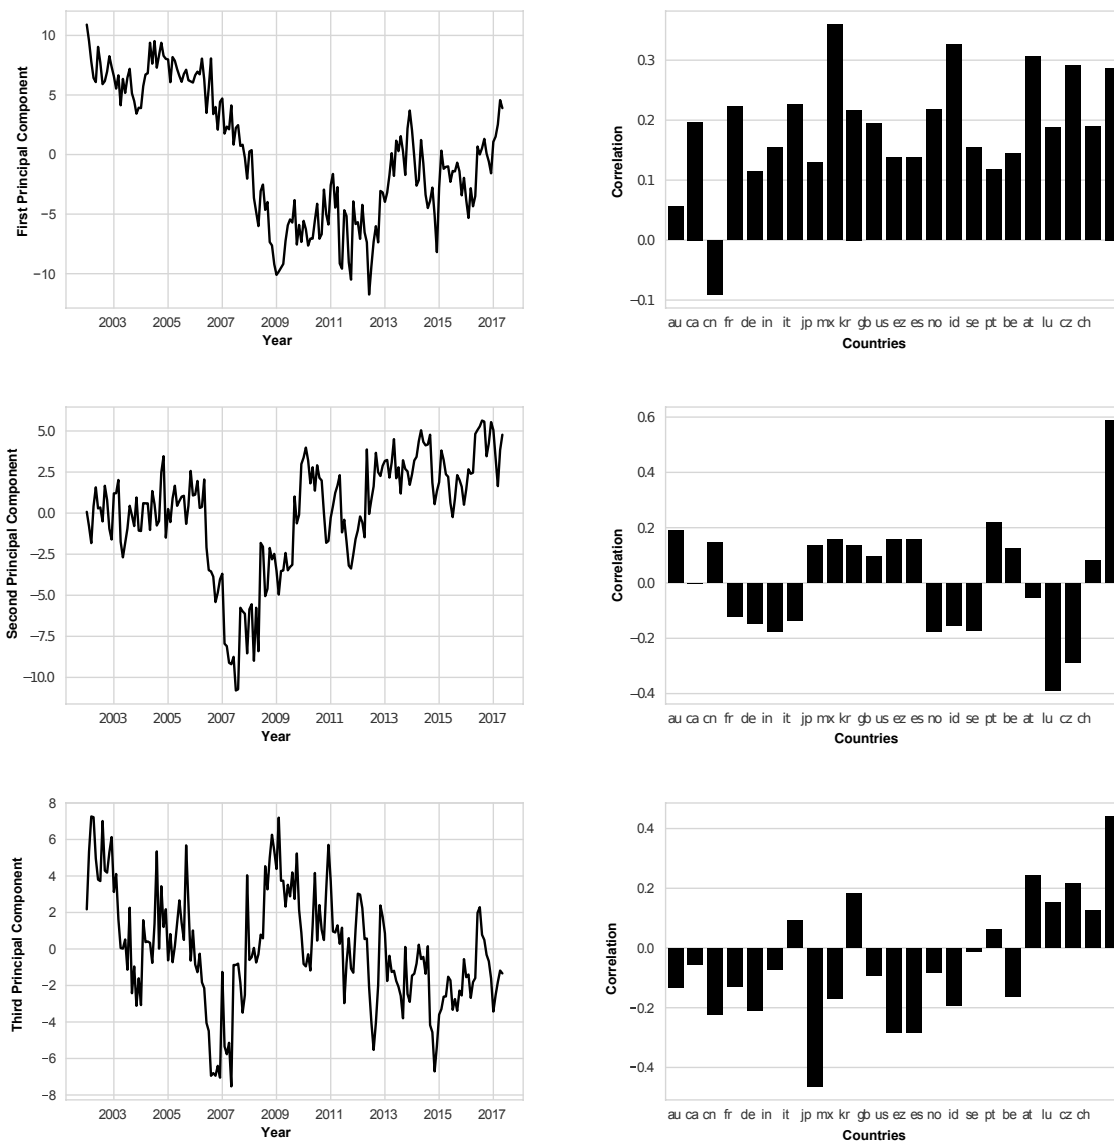 10
5
0
−5
−10
First Principal Component
2003 2005 2007 2009 2011 2013 2015 2017
Year
0.3
0.2
0.1
0.0
−0.1
Correlation
au ca cn fr de in it jp mx kr gb us ez es no id se pt be at lu cz ch
Countries
5.0
2.5
0.0
−2.5
−5.0
−7.5
−10.0
Second Principal Component
2003 2005 2007 2009 2011 2013 2015 2017
Year
0.6
0.4
0.2
0.0
−0.2
−0.4
Correlation
au ca cn fr de in it jp mx kr gb us ez es no id se pt be at lu cz ch
Countries
8
6
4
2
0
−2
−4
−6
−8
Third Principal Component
2003 2005 2007 2009 2011 2013 2015 2017
Year
0.4
0.2
0.0
−0.2
−0.4
Correlation
au ca cn fr de in it jp mx kr gb us ez es no id se pt be at lu cz ch
Countries